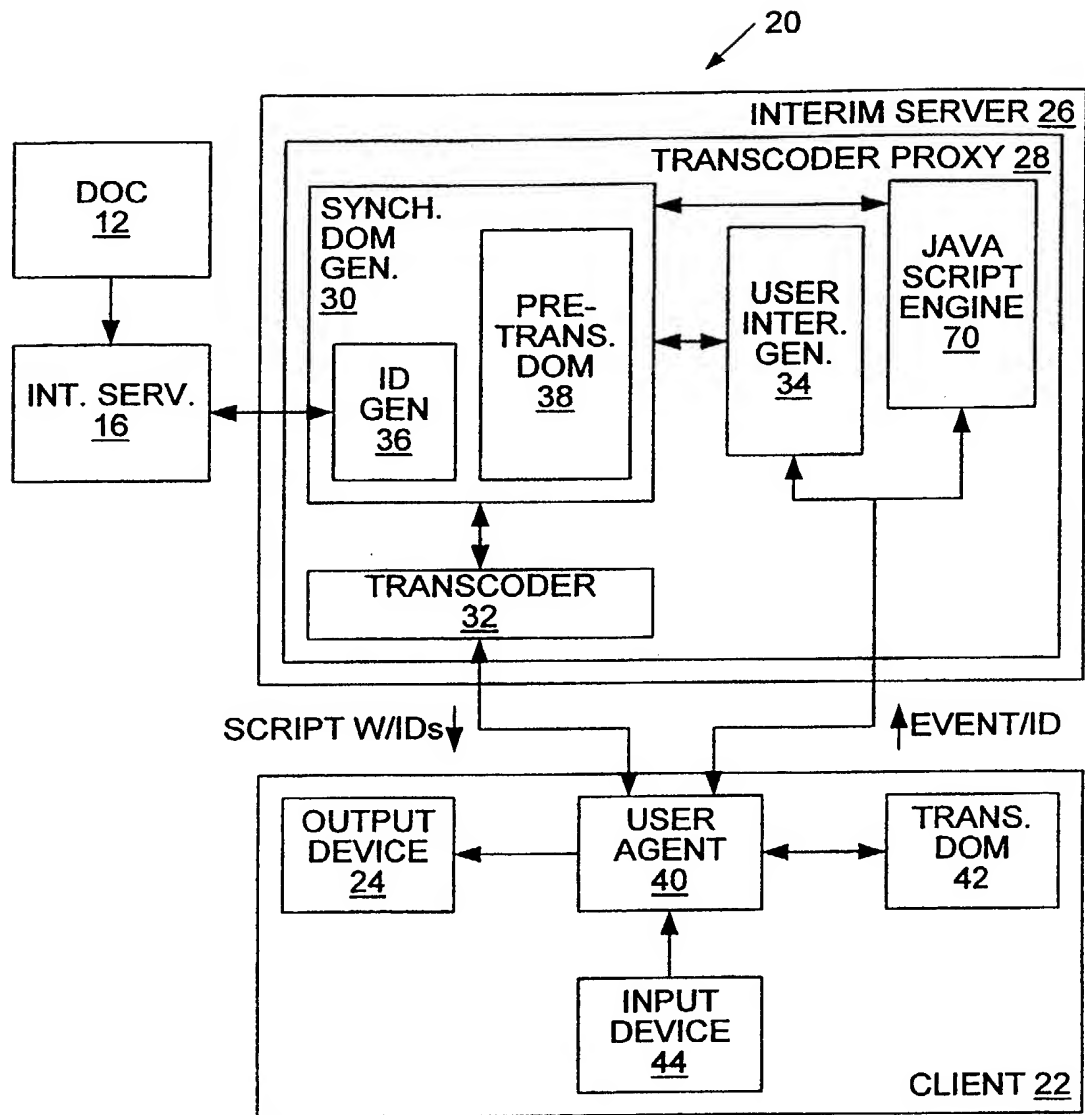 20
INTERIM SERVER 26
TRANSCODER PROXY 28
DOC
12
INT. SERV.
16
SYNCH.
DOM
GEN.
30
ID
GEN
36
PRE-
TRANS.
DOM
38
USER
INTER.
GEN.
34
JAVA
SCRIPT
ENGINE
70
TRANSCODER
32
SCRIPT W/IDs
EVENT/ID
OUTPUT
DEVICE
24
USER
AGENT
40
TRANS.
DOM
42
INPUT
DEVICE
44
CLIENT 22